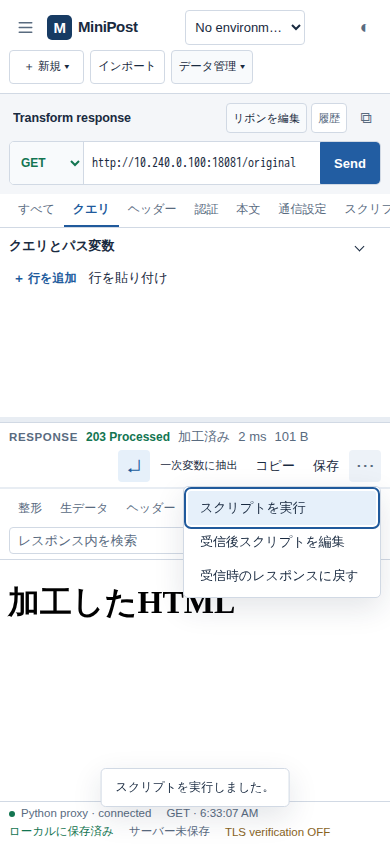 M MiniPost No environm…
＋ 新規 ▾ インポート データ管理 ▾
Transform response リボンを編集 履歴
GET http://10.240.0.100:18081/original Send
すべて クエリ ヘッダー 認証 本文 通信設定 スクリプ
クエリとパス変数
＋ 行を追加 行を貼り付け
RESPONSE 203 Processed 加工済み 2 ms 101 B
一次変数に抽出 コピー 保存 ···
整形 生データ ヘッダー
スクリプトを実行
レスポンス内を検索
受信後スクリプトを編集
受信時のレスポンスに戻す
加工したHTML
スクリプトを実行しました。
Python proxy · connected GET · 6:33:07 AM
ローカルに保存済み サーバー未保存 TLS verification OFF